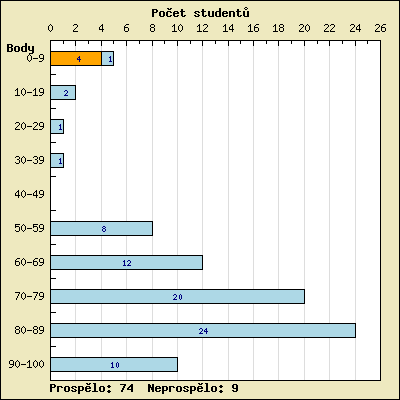 Počet studentů
0 2 4 6 8 10 12 14 16 18 20 22 24 26
Body
0-9 4 1
10-19 2
20-29 1
30-39 1
40-49
50-59 8
60-69 12
70-79 20
80-89 24
90-100 10
Prospělo: 74 Neprospělo: 9